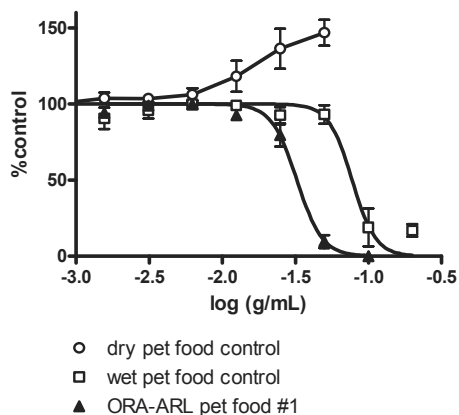 150
100
50
0
%control
-3.0 -2.5 -2.0 -1.5 -1.0 -0.5
log (g/mL)
dry pet food control
wet pet food control
ORA-ARL pet food #1